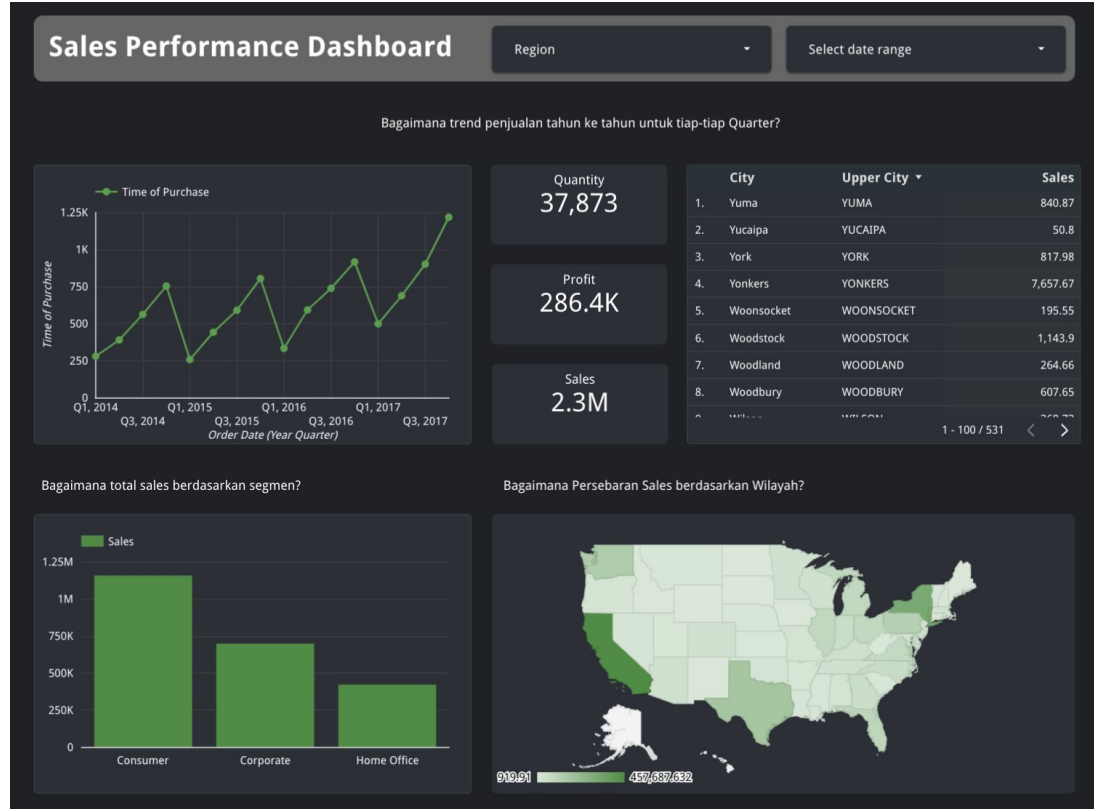 Sales Performance Dashboard
Region
Select date range
Bagaimana trend penjualan tahun ke tahun untuk tiap-tiap Quarter?
Time of Purchase
1.25K
1K
750
500
250
0
Time of Purchase
Q1, 2014
Q3, 2014
Q1, 2015
Q3, 2015
Q1, 2016
Q3, 2016
Q1, 2017
Q3, 2017
Order Date (Year Quarter)
Quantity
37,873
Profit
286.4K
Sales
2.3M
City Upper City Sales
1. Yuma YUMA 840.87
2. Yucaipa YUCAIPA 50.8
3. York YORK 817.98
4. Yonkers YONKERS 7,657.67
5. Woonsocket WOONSOCKET 195.55
6. Woodstock WOODSTOCK 1,143.9
7. Woodland WOODLAND 264.66
8. Woodbury WOODBURY 607.65
1 - 100 / 531
Bagaimana total sales berdasarkan segmen?
Sales
1.25M
1M
750K
500K
250K
0
Consumer
Corporate
Home Office
Bagaimana Persebaran Sales berdasarkan Wilayah?
919.91
457,687.632